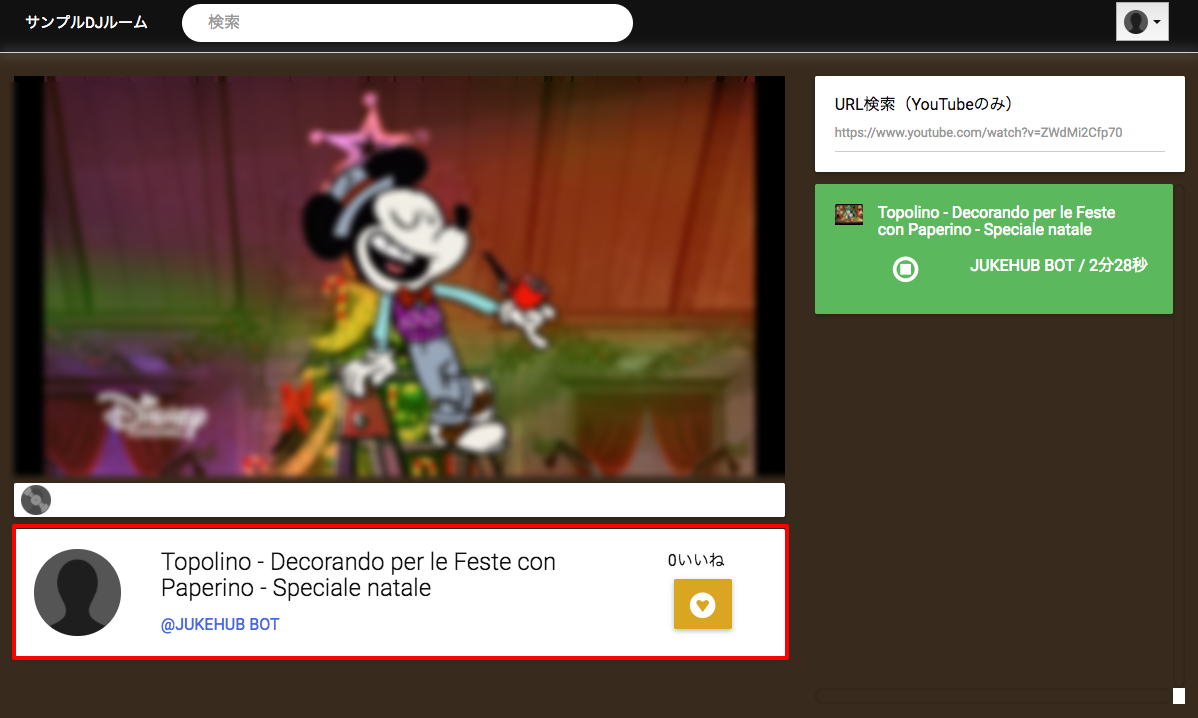 サンプルDJルーム
検索
URL検索（YouTubeのみ）
https://www.youtube.com/watch?v=ZWdMi2Cfp70
Topolino - Decorando per le Feste
con Paperino - Speciale natale
JUKEHUB BOT / 2分28秒
Disney
Topolino - Decorando per le Feste con
Paperino - Speciale natale
@JUKEHUB BOT
0いいね